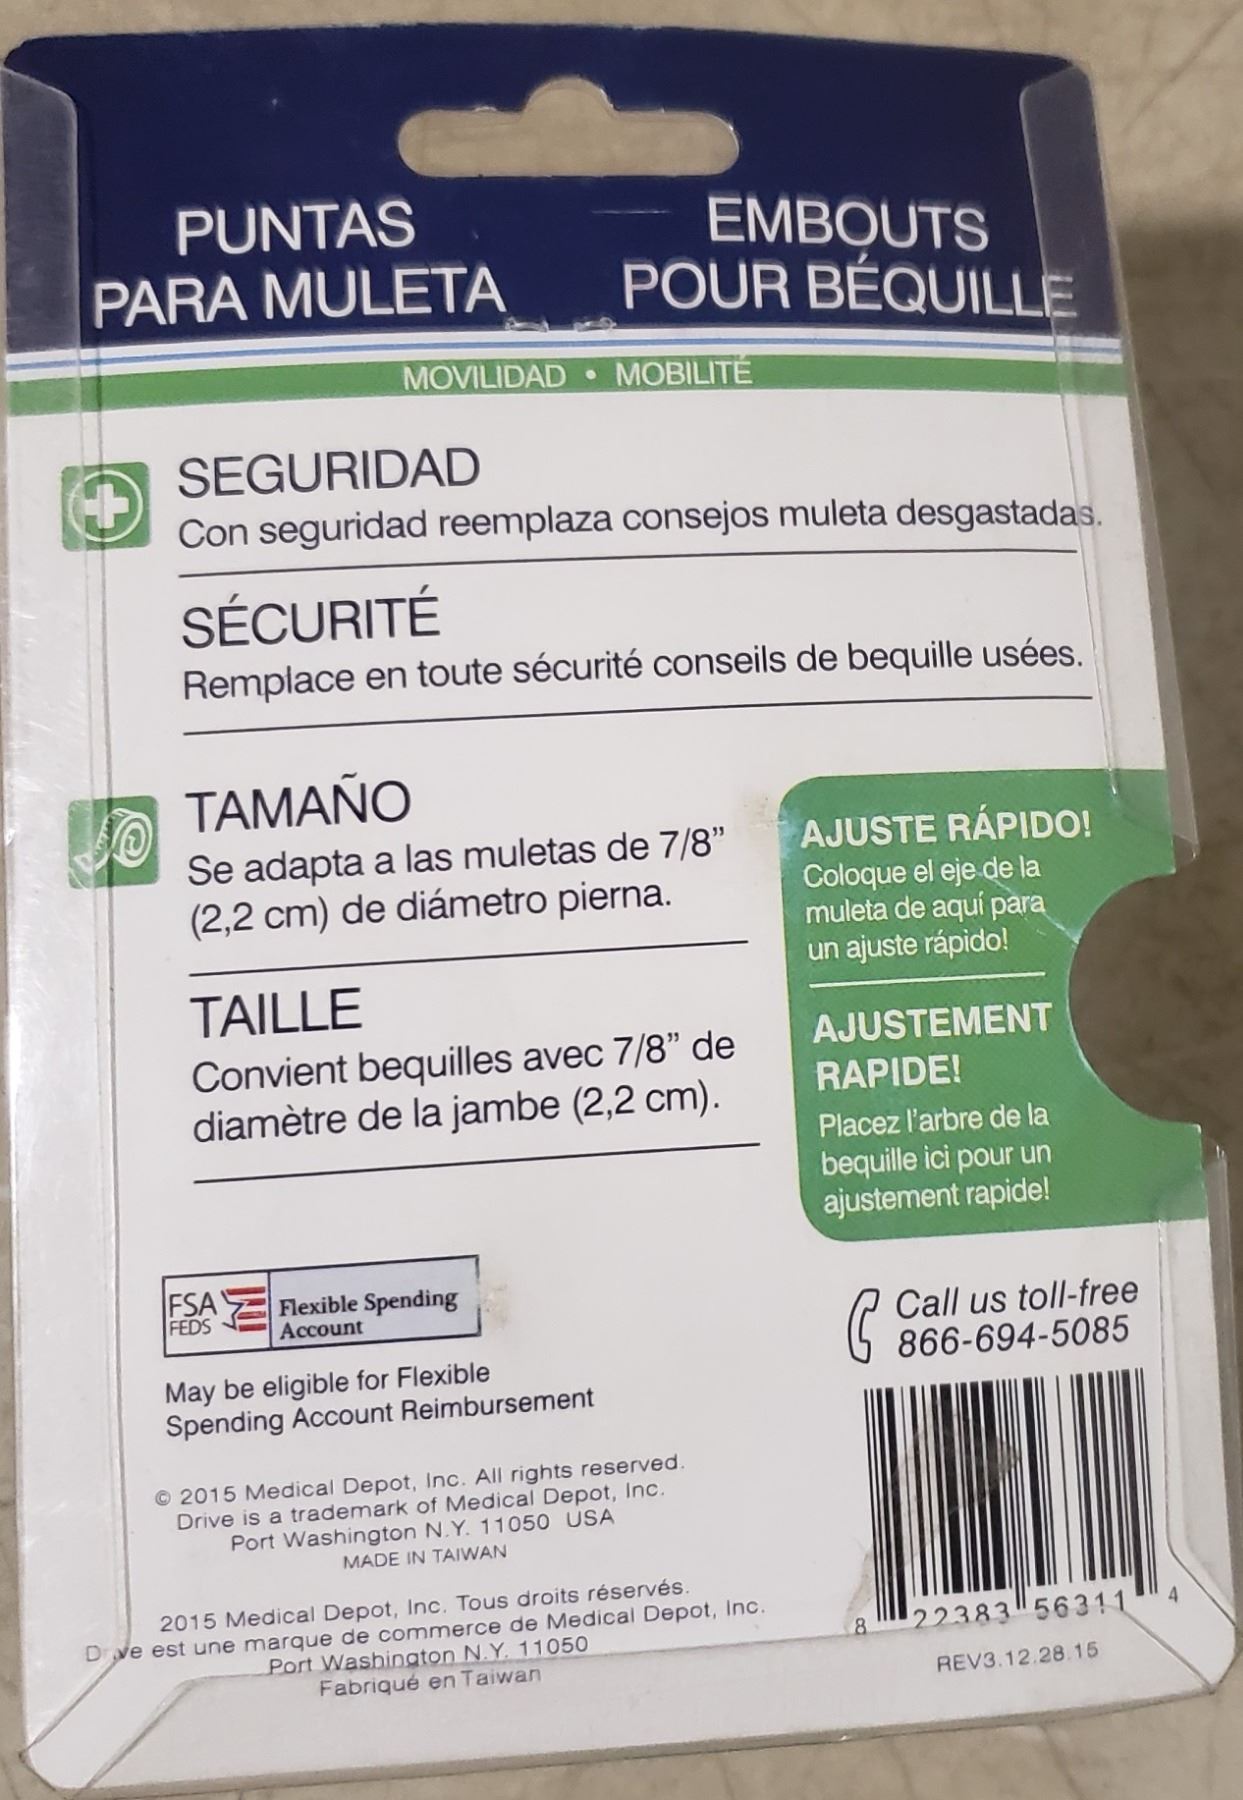 PUNTAS
PARA MULETA
EMBOUTS
POUR BÉQUILLE
MOVILIDAD • MOBILITÉ
SEGURIDAD
Con seguridad reemplaza consejos muleta desgastadas.
SÉCURITÉ
Remplace en toute sécurité conseils de bequille usées.
TAMAÑO
Se adapta a las muletas de 7/8”
(2,2 cm) de diámetro pierna.
TAILLE
Convient bequilles avec 7/8” de
diamètre de la jambe (2,2 cm).
AJUSTE RÁPIDO!
Coloque el eje de la
muleta de aquí para
un ajuste rápido!
AJUSTEMENT
RAPIDE!
Placez l’arbre de la
bequille ici pour un
ajustement rapide!
FSA
FEDS
Flexible Spending
Account
May be eligible for Flexible
Spending Account Reimbursement
Call us toll-free
866-694-5085
© 2015 Medical Depot, Inc. All rights reserved.
Drive is a trademark of Medical Depot, Inc.
Port Washington N.Y. 11050 USA
MADE IN TAIWAN
2015 Medical Depot, Inc. Tous droits réservés.
Drive est une marque de commerce de Medical Depot, Inc.
Port Washington N.Y. 11050
Fabriqué en Taiwan
8 22383 56311 4
REV3.12.28.15